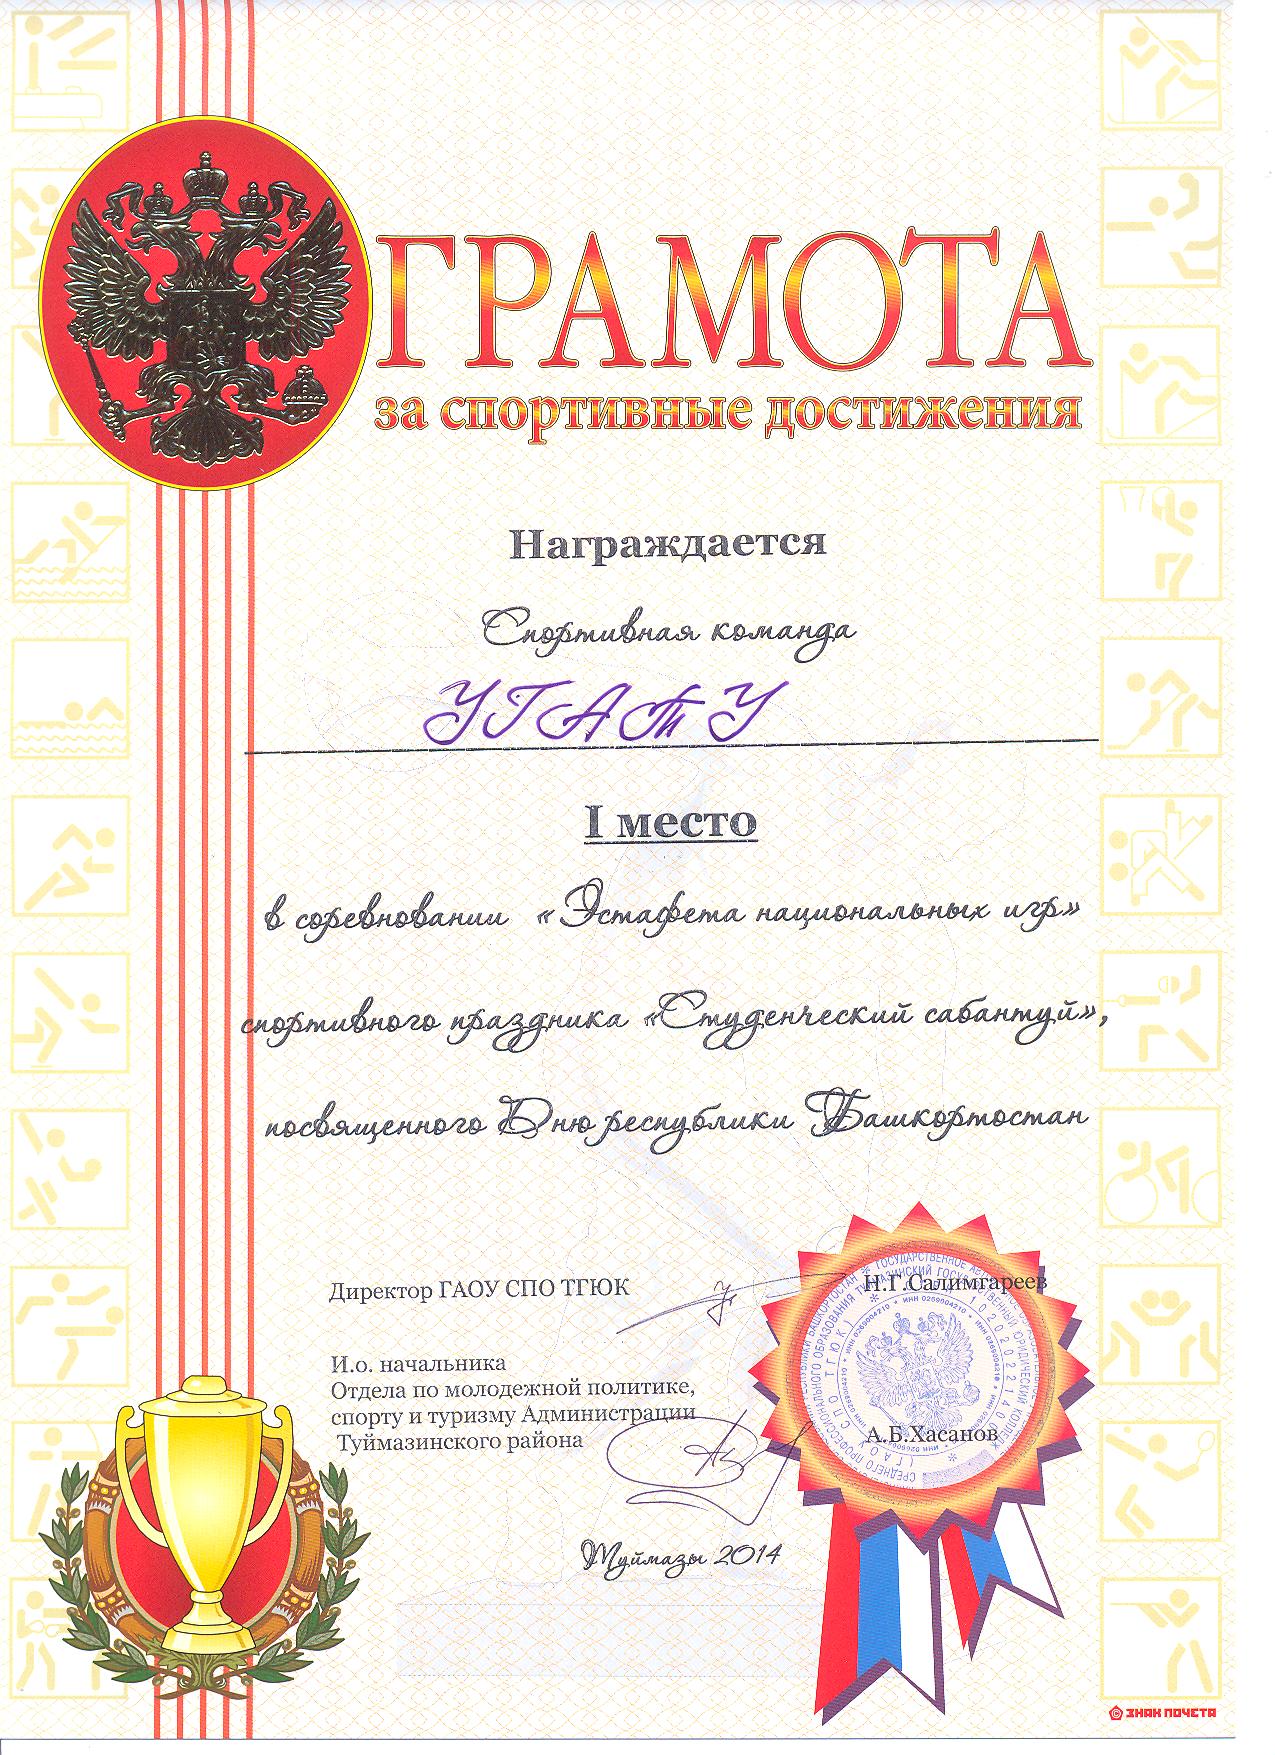 ГРАМОТА
за спортивные достижения
Награждается
Спортивная команда
УГАТУ
I место
в соревновании «Эстафета национальных игр»
спортивного праздника «Студенческий сабантуй»,
посвященного Дню республики Башкортостан
Директор ГАОУ СПО ТГЮК
Н.Г.Салимгареев
И.о. начальника
Отдела по молодежной политике,
спорту и туризму Администрации
Туймазинского района
А.Б.Хасанов
Туймазы 2014
ЗНАК ПОЧЕТА